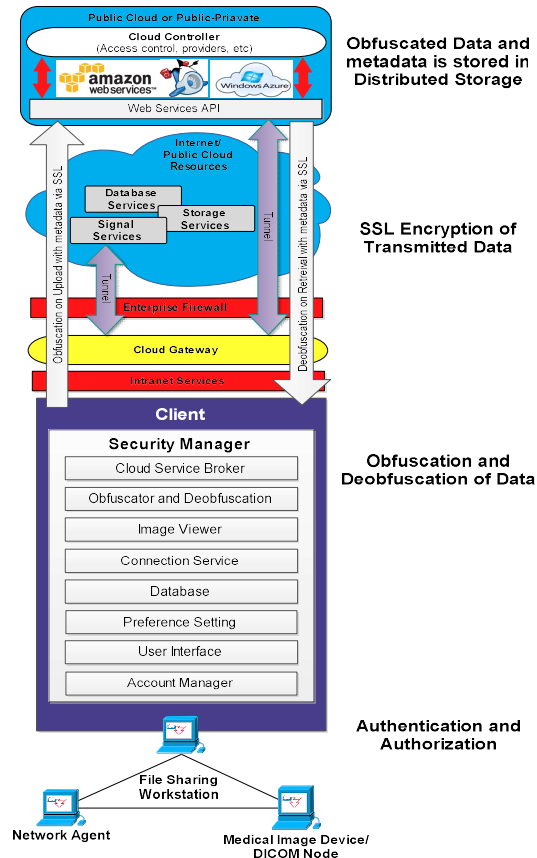 Public Cloud or Public-Priavate
Cloud Controller
(Access control, providers, etc)
amazon
webservices™
Windows Azure
Web Services API
Obfuscated Data and
metadata is stored in
Distributed Storage
Internet/
Public Cloud
Resources
Database
Services
Storage
Services
Signal
Services
Tunnel
Tunnel
Obfuscation on Upload with metadata via SSL
Deobfuscation on Retreival with metadata via SSL
SSL Encryption of
Transmitted Data
Enterprise Firewall
Cloud Gateway
Intranet Services
Client
Security Manager
Cloud Service Broker
Obfuscator and Deobfuscation
Image Viewer
Connection Service
Database
Preference Setting
User Interface
Account Manager
Obfuscation and
Deobfuscation of Data
Authentication and
Authorization
File Sharing
Workstation
Network Agent
Medical Image Device/
DICOM Node